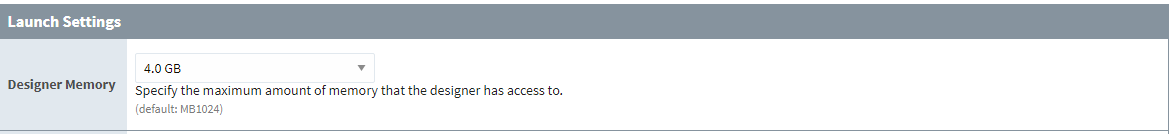 Launch Settings
Designer Memory
4.0 GB
Specify the maximum amount of memory that the designer has access to.
(default: MB1024)